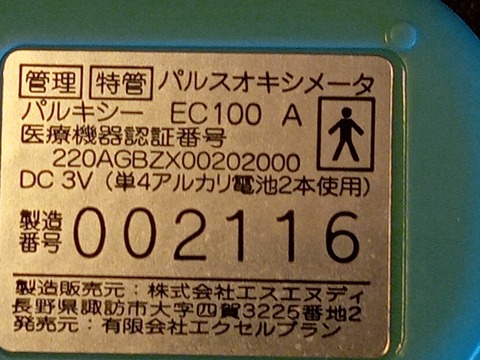 管理 特管 パルスオキシメータ
パルキシー EC100 A
医療機器認証番号
220AGBZX00202000
DC 3V（単4アルカリ電池2本使用）
製造番号 002116
製造販売元：株式会社エスエヌディ
長野県諏訪市大字四賀3225番地2
発売元：有限会社エクセルプラン